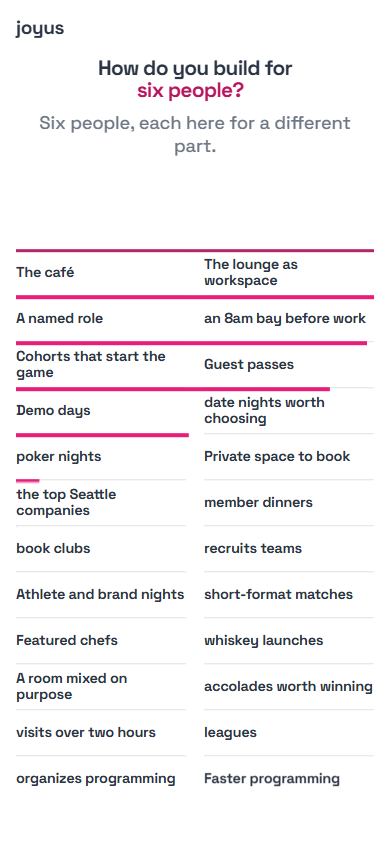 joyus
How do you build for
six people?
Six people, each here for a different
part.
The café
The lounge as
workspace
A named role
an 8am bay before work
Cohorts that start the
game
Guest passes
Demo days
date nights worth
choosing
poker nights
Private space to book
the top Seattle
companies
member dinners
book clubs
recruits teams
Athlete and brand nights
short-format matches
Featured chefs
whiskey launches
A room mixed on
purpose
accolades worth winning
visits over two hours
leagues
organizes programming
Faster programming